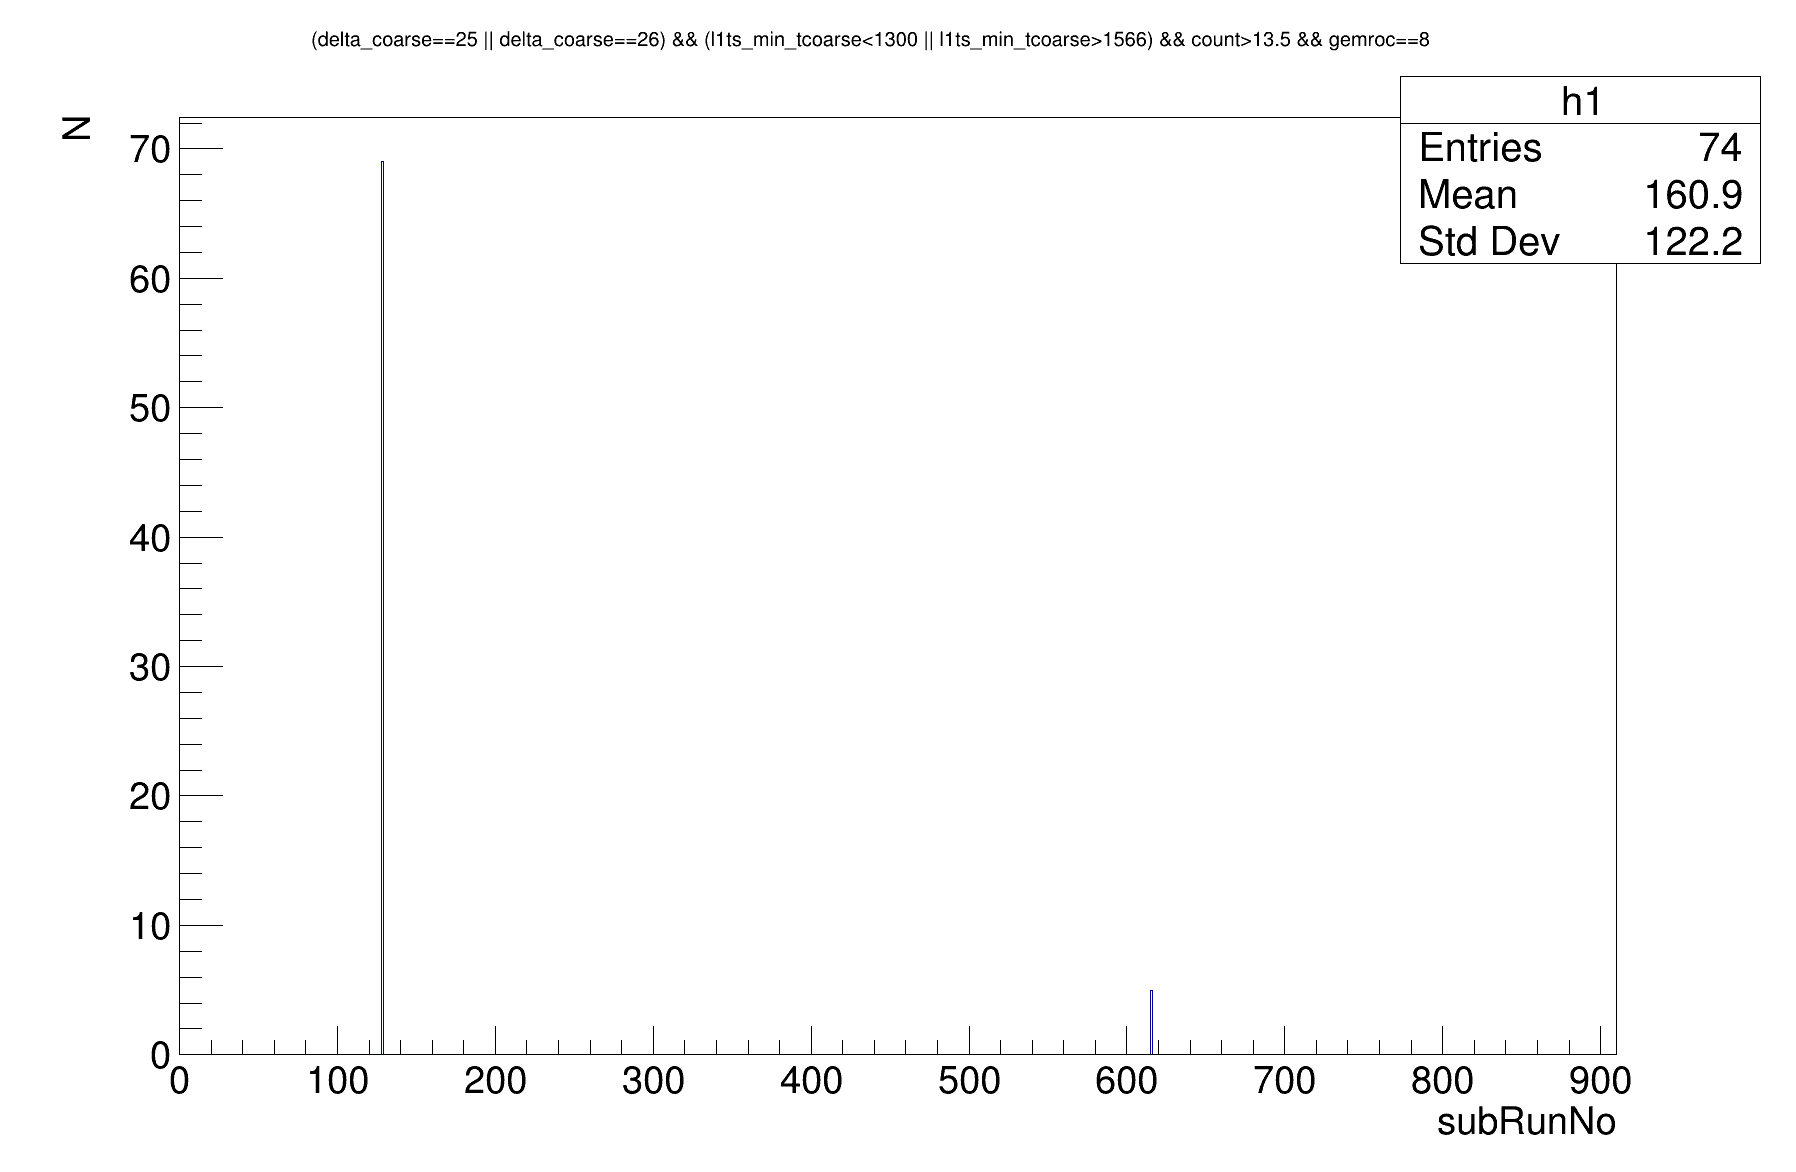 (delta_coarse==25 || delta_coarse==26) && (l1ts_min_tcoarse<1300 || l1ts_min_tcoarse>1566) && count>13.5 && gemroc==8
h1
Entries 74
Mean 160.9
Std Dev 122.2
N
70
60
50
40
30
20
10
0
0 100 200 300 400 500 600 700 800 900
subRunNo